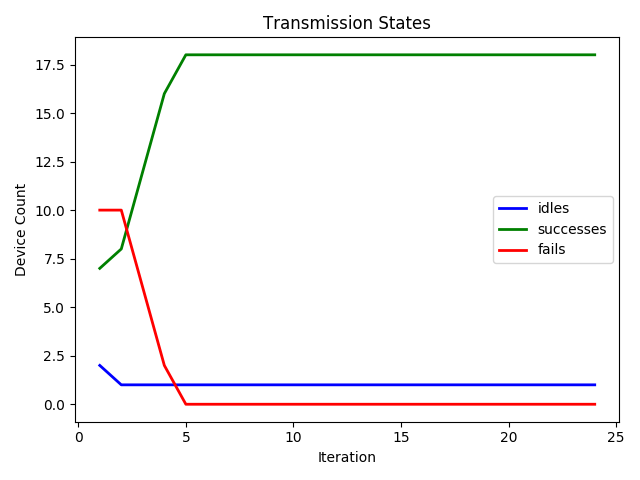 Transmission States
Device Count
17.5
15.0
12.5
10.0
7.5
5.0
2.5
0.0
idles
successes
fails
0 5 10 15 20 25
Iteration